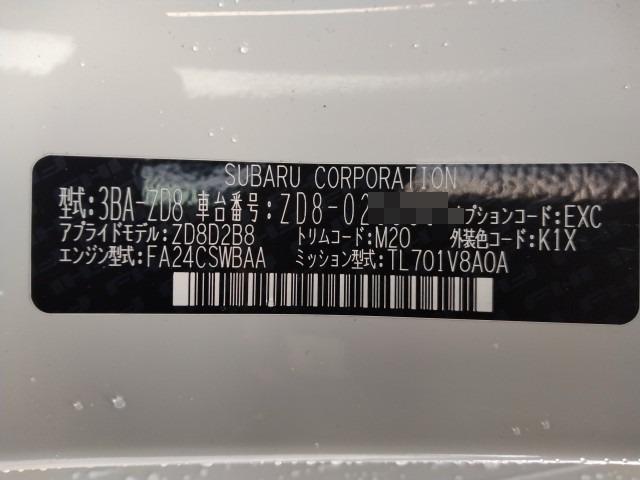 SUBARU CORPORATION
型式:3BA-ZD8 車台番号:ZD8-02 プションコード:EXC
アプライドモデル:ZD8D2B8 トリムコード:M20 外装色コード:K1X
エンジン型式:FA24CSWBAA ミッション型式:TL701V8A0A